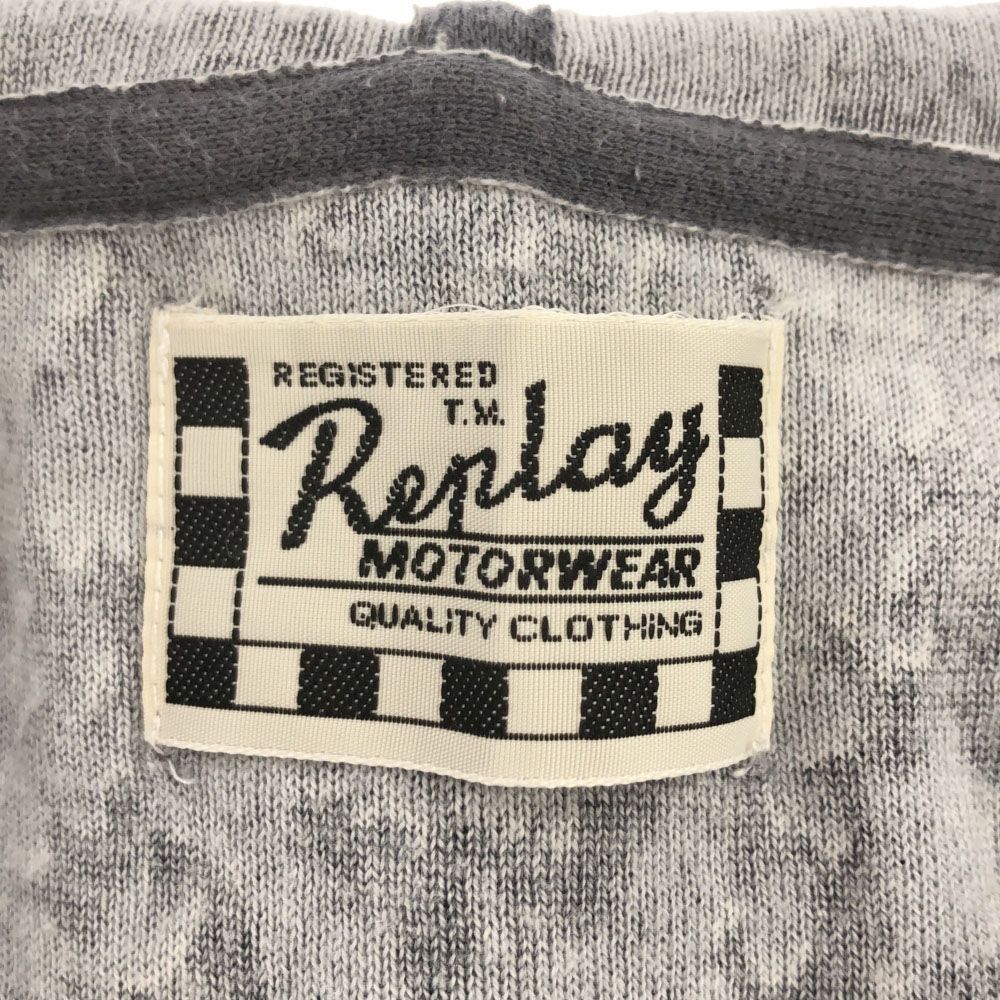 REGISTERED
T.M.
Replay
MOTORWEAR
QUALITY CLOTHING